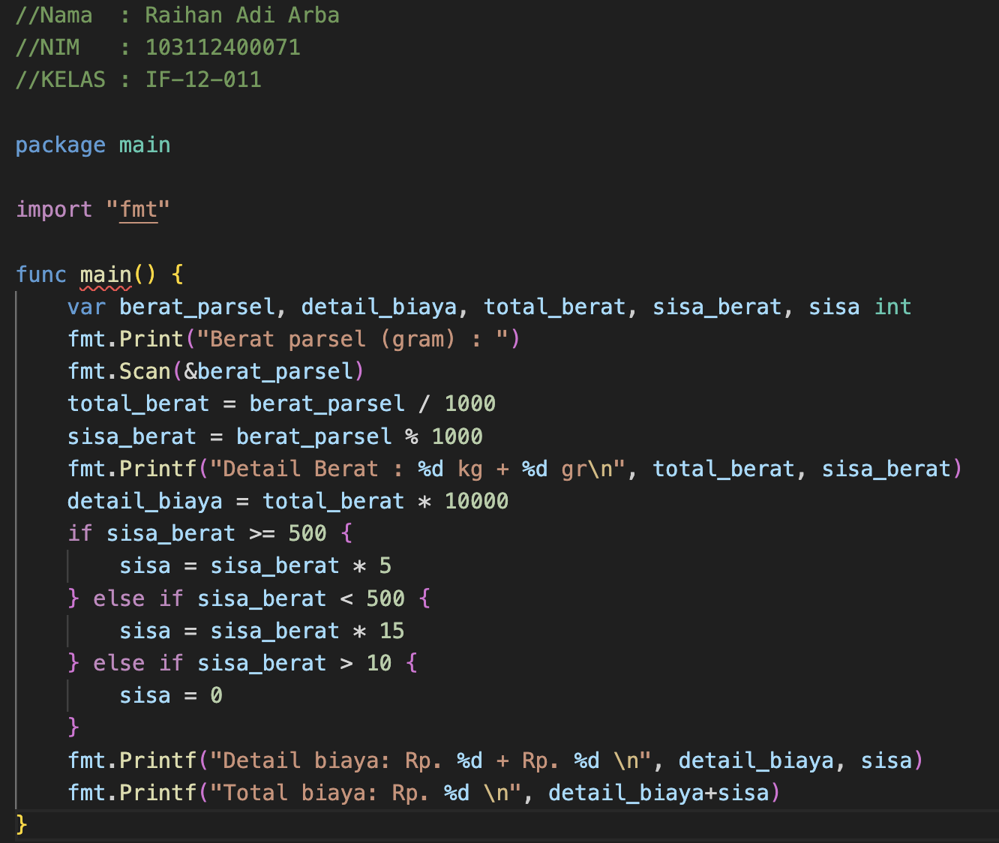 //Nama  : Raihan Adi Arba
//NIM   : 103112400071
//KELAS : IF-12-011
package main
import "fmt"
func main() {
    var berat_parsel, detail_biaya, total_berat, sisa_berat, sisa int
    fmt.Print("Berat parsel (gram) : ")
    fmt.Scan(&berat_parsel)
    total_berat = berat_parsel / 1000
    sisa_berat = berat_parsel % 1000
    fmt.Printf("Detail Berat : %d kg + %d gr\n", total_berat, sisa_berat)
    detail_biaya = total_berat * 10000
    if sisa_berat >= 500 {
        sisa = sisa_berat * 5
    } else if sisa_berat < 500 {
        sisa = sisa_berat * 15
    } else if sisa_berat > 10 {
        sisa = 0
    }
    fmt.Printf("Detail biaya: Rp. %d + Rp. %d \n", detail_biaya, sisa)
    fmt.Printf("Total biaya: Rp. %d \n", detail_biaya+sisa)
}